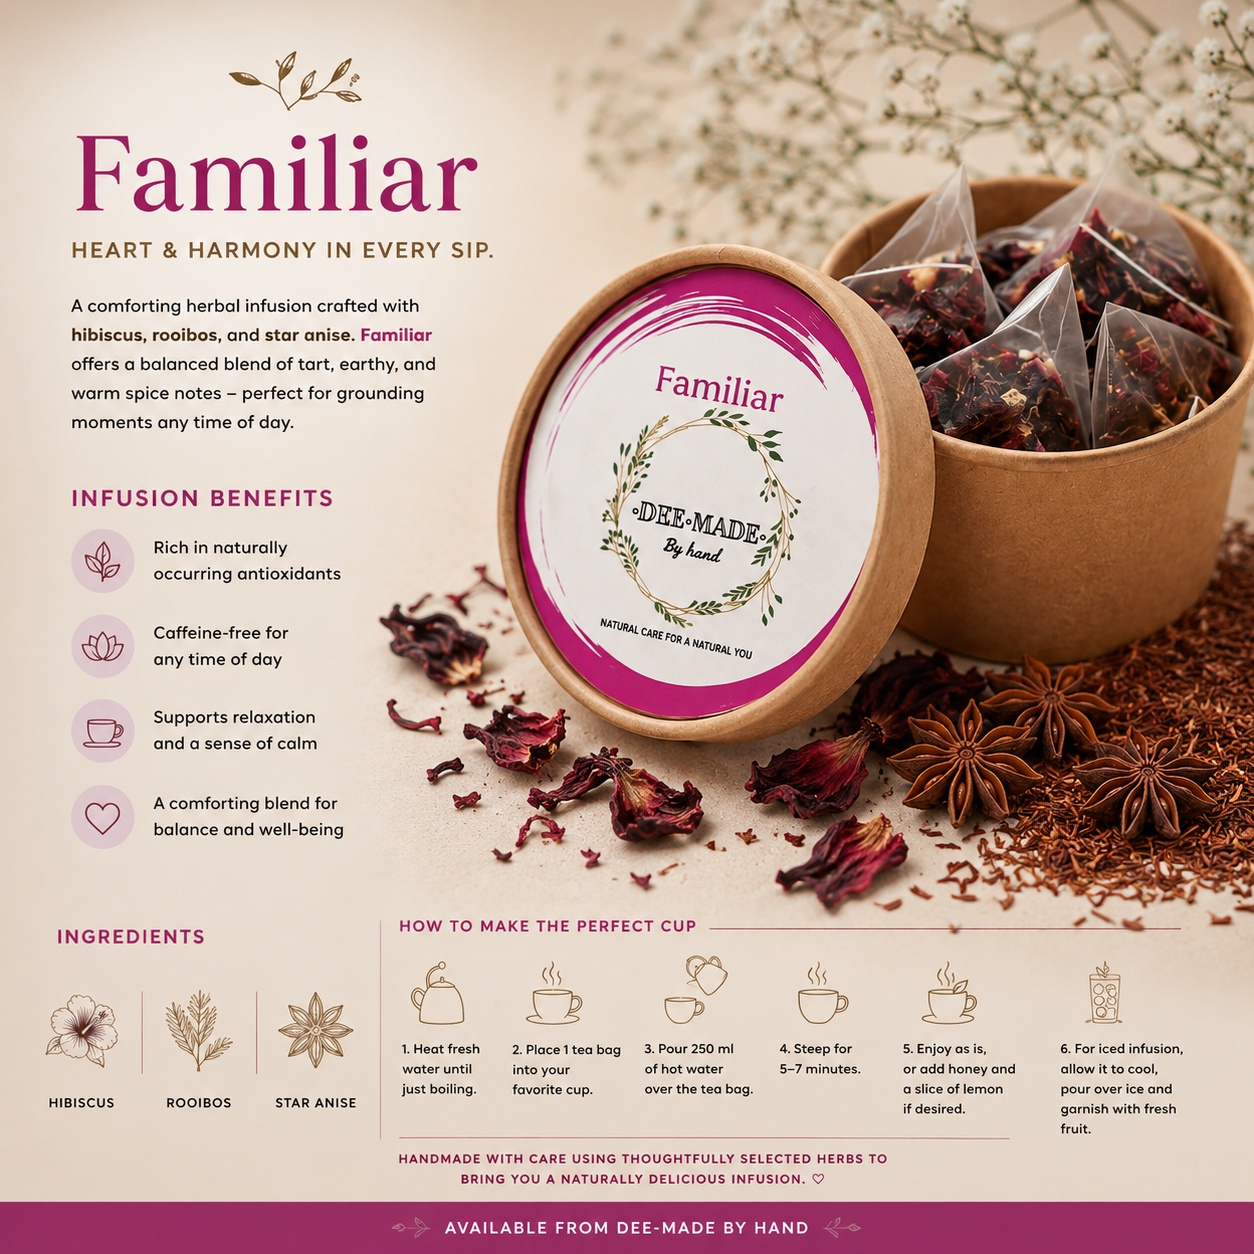 Familiar
HEART & HARMONY IN EVERY SIP.
A comforting herbal infusion crafted with
hibiscus, rooibos, and star anise. Familiar
offers a balanced blend of tart, earthy, and
warm spice notes – perfect for grounding
moments any time of day.
INFUSION BENEFITS
Rich in naturally
occurring antioxidants
Caffeine-free for
any time of day
Supports relaxation
and a sense of calm
A comforting blend for
balance and well-being
Familiar
DEE•MADE
By hand
NATURAL CARE FOR A NATURAL YOU
INGREDIENTS
HIBISCUS
ROOIBOS
STAR ANISE
HOW TO MAKE THE PERFECT CUP
1. Heat fresh
water until
just boiling.
2. Place 1 tea bag
into your
favorite cup.
3. Pour 250 ml
of hot water
over the tea bag.
4. Steep for
5–7 minutes.
5. Enjoy as is,
or add honey and
a slice of lemon
if desired.
6. For iced infusion,
allow it to cool,
pour over ice and
garnish with fresh
fruit.
HANDMADE WITH CARE USING THOUGHTFULLY SELECTED HERBS TO
BRING YOU A NATURALLY DELICIOUS INFUSION. ♡
AVAILABLE FROM DEE-MADE BY HAND